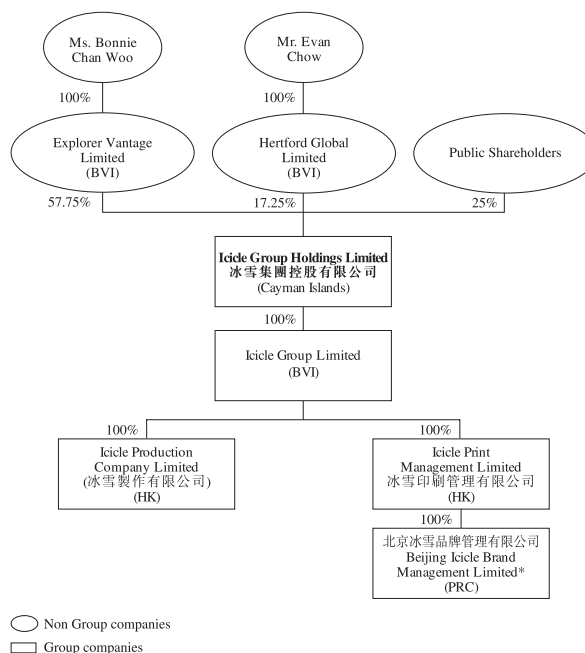 Ms. Bonnie
Chan Woo
Mr. Evan
Chow
100%
100%
Explorer Vantage
Limited
(BVI)
Hertford Global
Limited
(BVI)
Public Shareholders
57.75%
17.25%
25%
Icicle Group Holdings Limited
冰雪集團控股有限公司
(Cayman Islands)
100%
Icicle Group Limited
(BVI)
100%
100%
Icicle Production
Company Limited
(冰雪製作有限公司)
(HK)
Icicle Print
Management Limited
冰雪印刷管理有限公司
(HK)
100%
北京冰雪品牌管理有限公司
Beijing Icicle Brand
Management Limited*
(PRC)
Non Group companies
Group companies